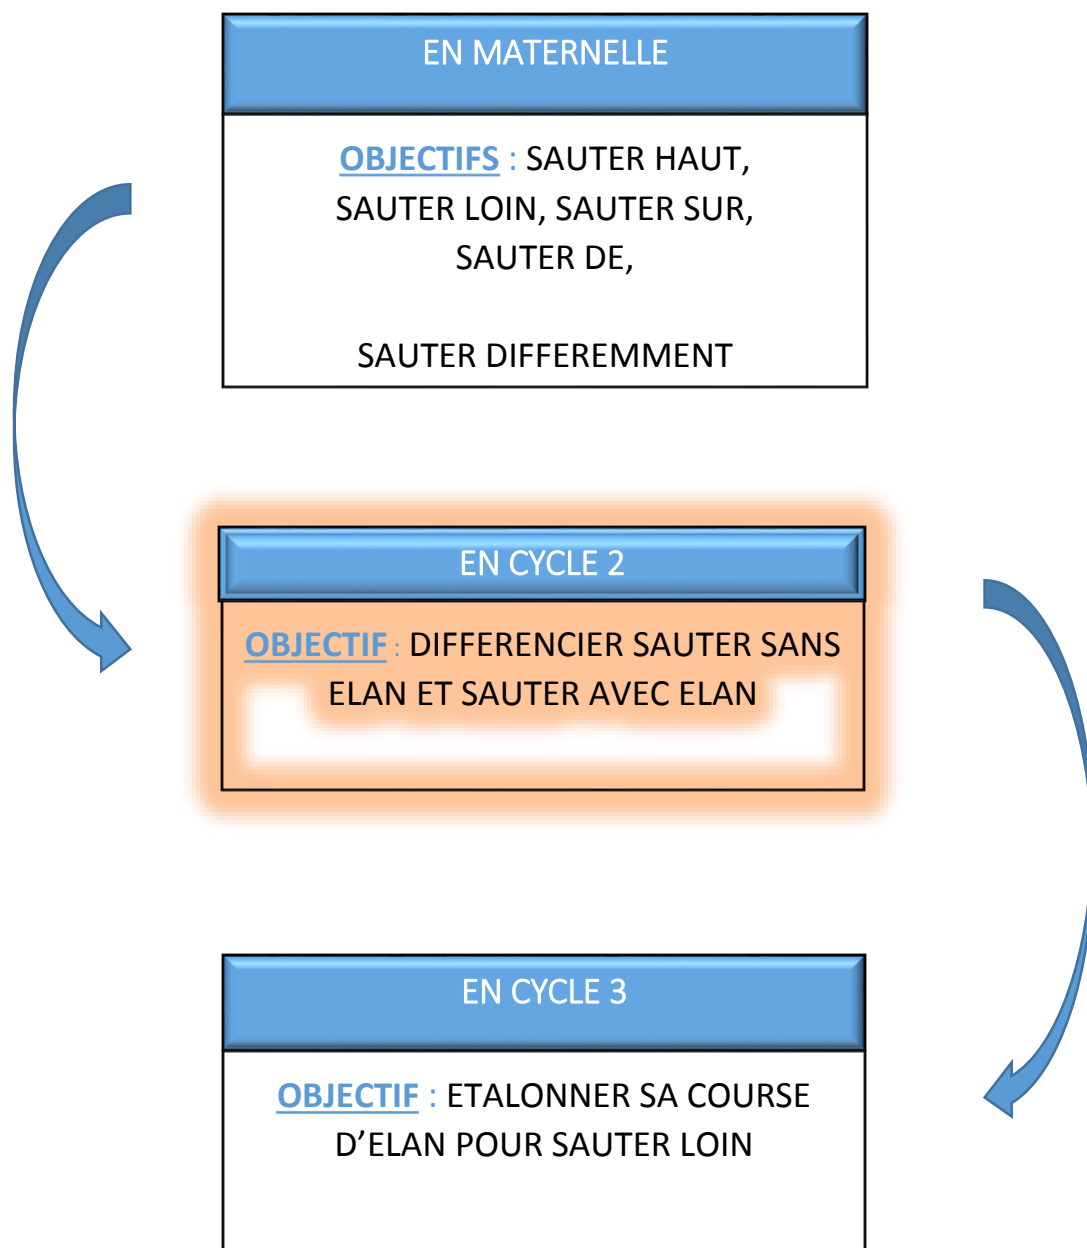 EN MATERNELLE
OBJECTIFS : SAUTER HAUT,
SAUTER LOIN, SAUTER SUR,
SAUTER DE,
SAUTER DIFFEREMMENT
EN CYCLE 2
OBJECTIF : DIFFERENCIER SAUTER SANS
ELAN ET SAUTER AVEC ELAN
EN CYCLE 3
OBJECTIF : ETALONNER SA COURSE
D’ELAN POUR SAUTER LOIN